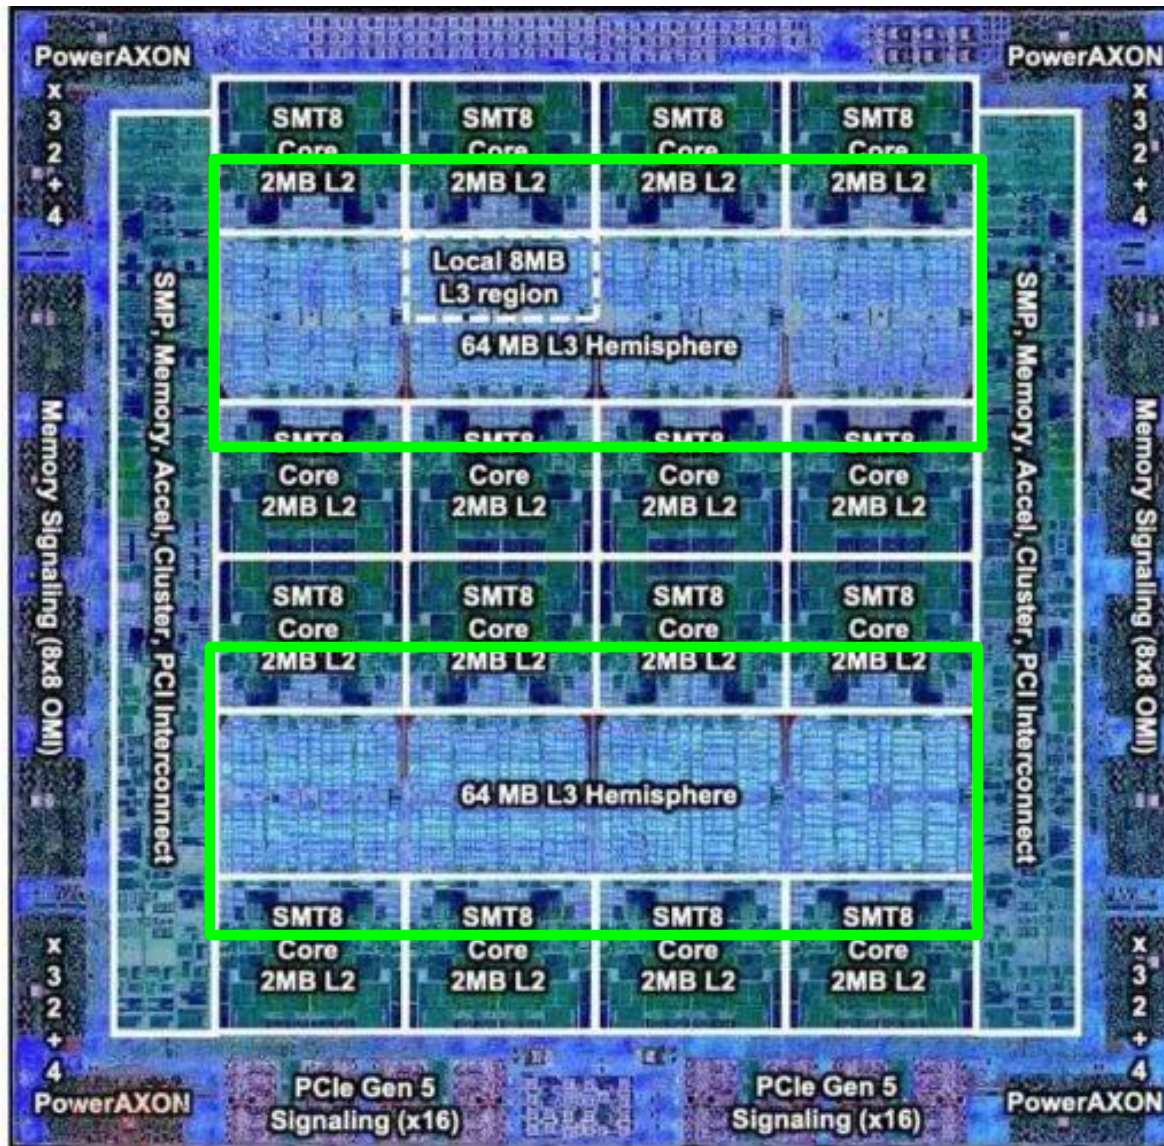 PowerAXON
PowerAXON
x
3
2
+
4
x
3
2
+
4
SMT8
Core
2MB L2
SMT8
Core
2MB L2
SMT8
Core
2MB L2
SMT8
Core
2MB L2
Local 8MB
L3 region
64 MB L3 Hemisphere
SMP, Memory, Accel, Cluster, PCI Interconnect
SMP, Memory, Accel, Cluster, PCI Interconnect
Memory Signaling (8x8 OMI)
Memory Signaling (8x8 OMI)
SMT8
Core
2MB L2
SMT8
Core
2MB L2
SMT8
Core
2MB L2
SMT8
Core
2MB L2
SMT8
Core
2MB L2
SMT8
Core
2MB L2
SMT8
Core
2MB L2
SMT8
Core
2MB L2
64 MB L3 Hemisphere
SMT8
Core
2MB L2
SMT8
Core
2MB L2
SMT8
Core
2MB L2
SMT8
Core
2MB L2
x
3
2
+
4
x
3
2
+
4
PowerAXON
PCIe Gen 5
Signaling (x16)
PCIe Gen 5
Signaling (x16)
PowerAXON